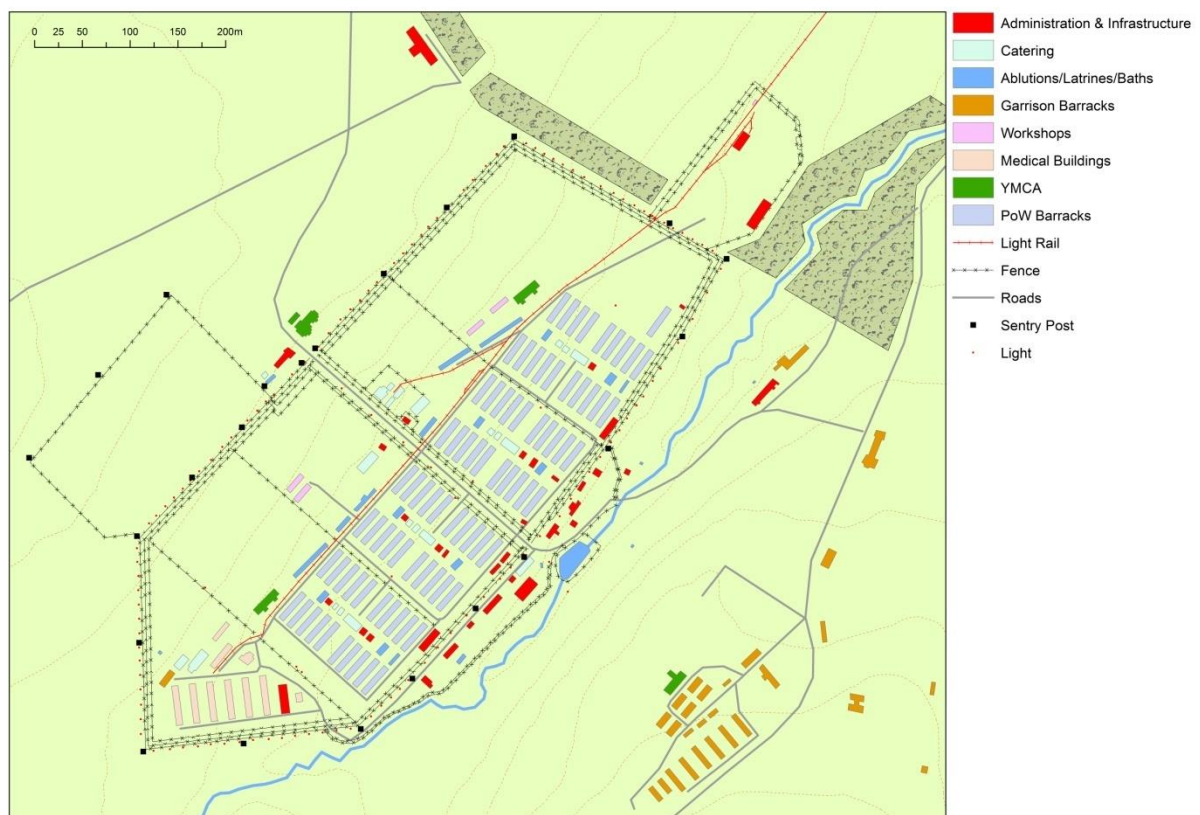 0 25 50 100 150 200m
Administration & Infrastructure
Catering
Ablutions/Latrines/Baths
Garrison Barracks
Workshops
Medical Buildings
YMCA
PoW Barracks
Light Rail
Fence
Roads
Sentry Post
Light